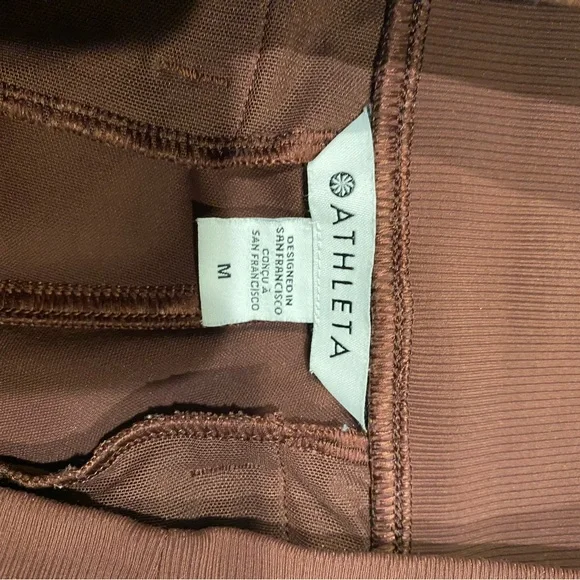 ATHLETA
DESIGNED IN
SAN FRANCISCO
CONÇU À
SAN FRANCISCO
M